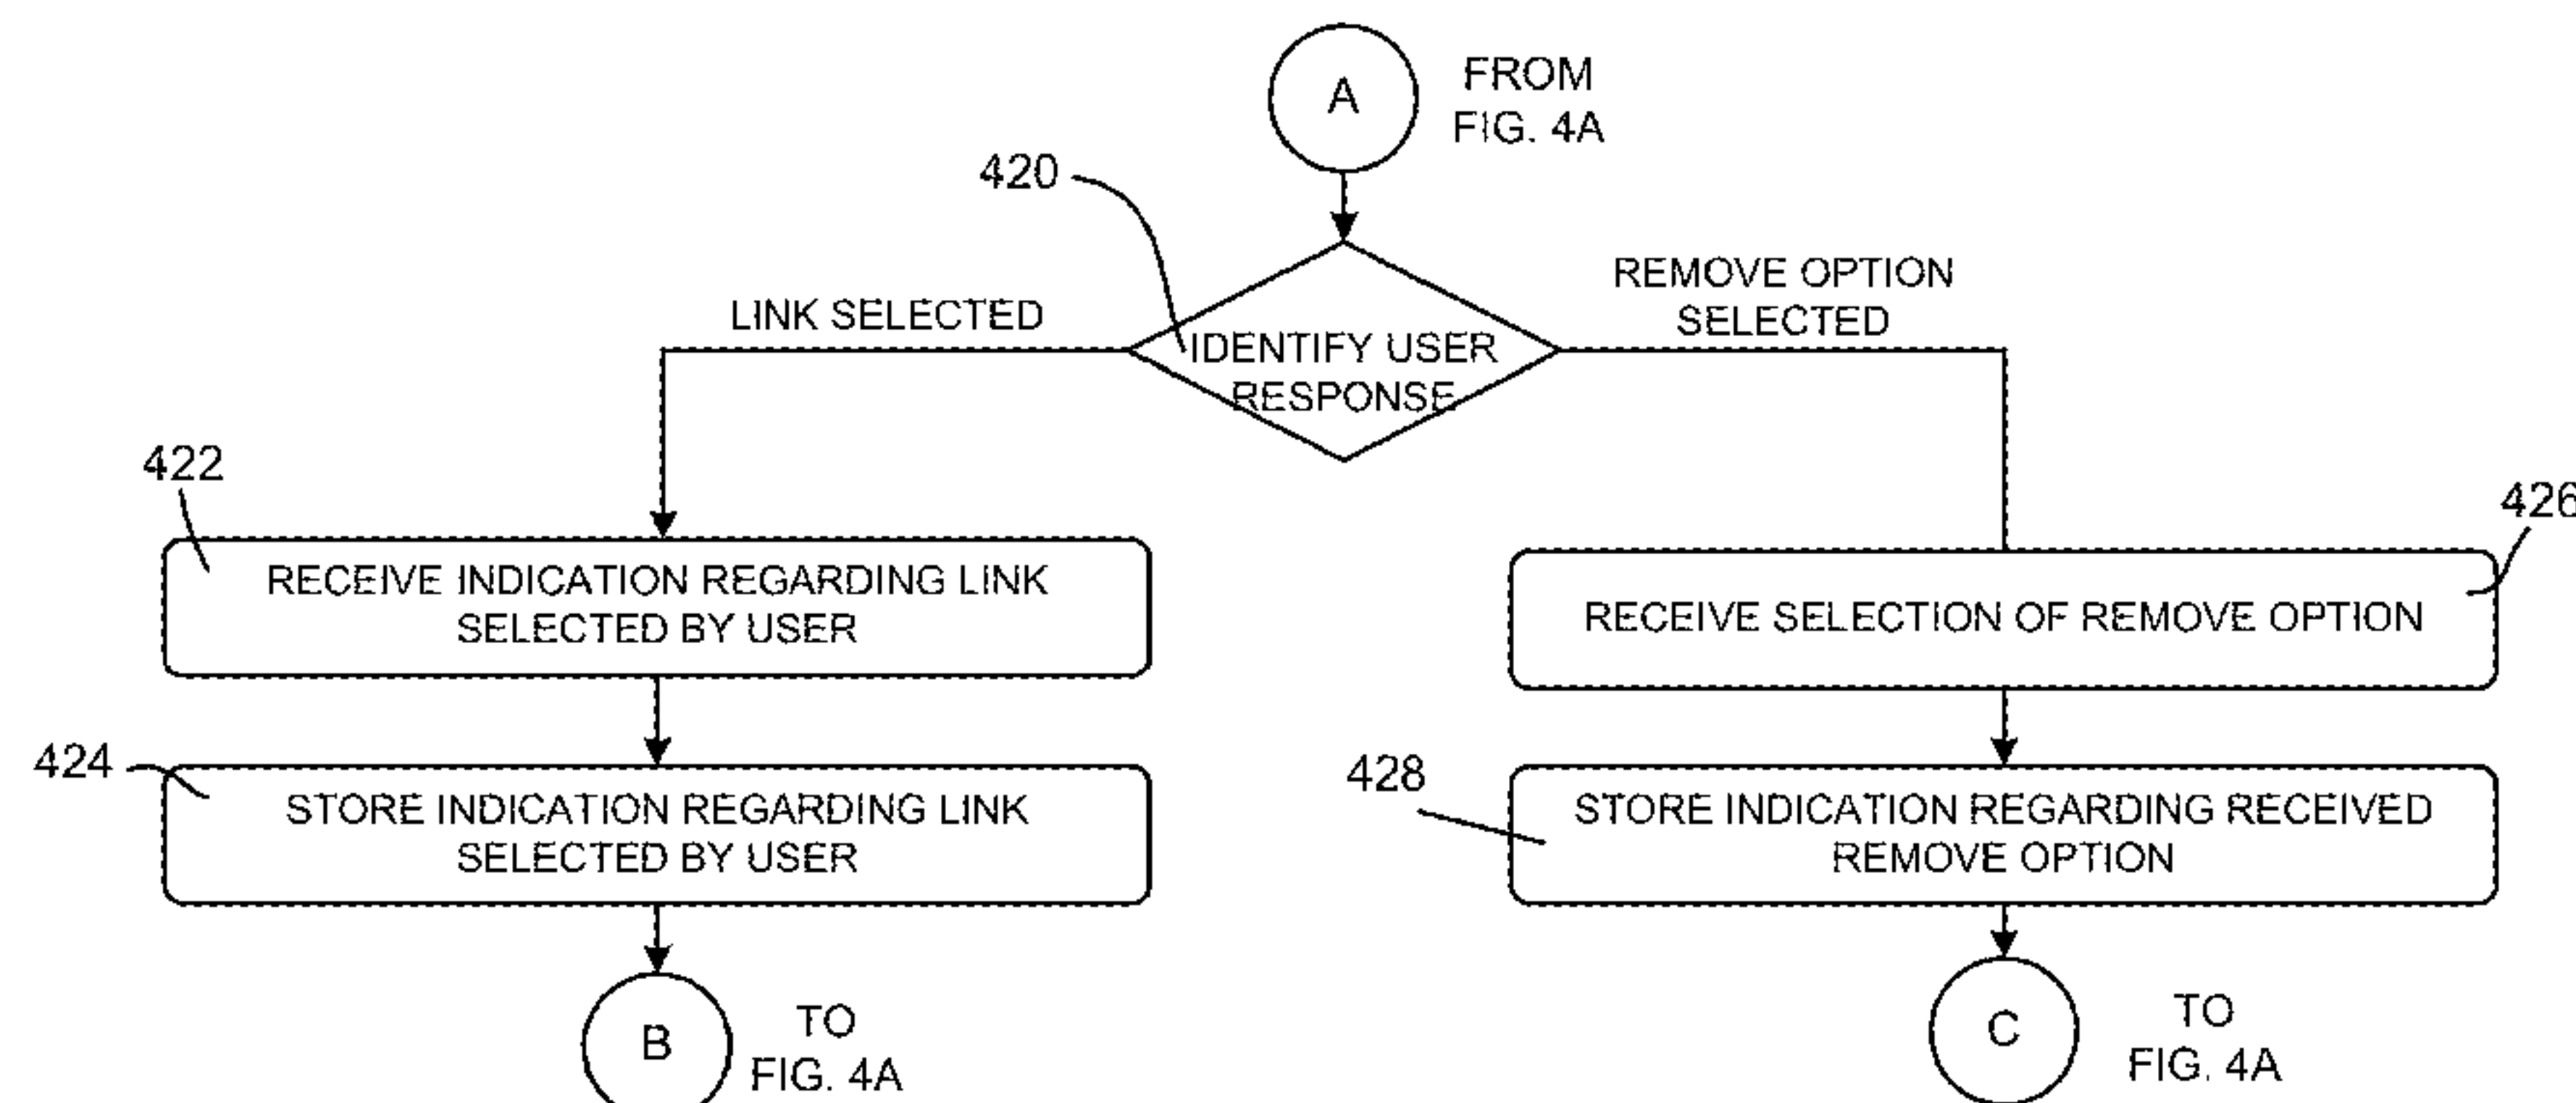 A
FROM
FIG. 4A
420
LINK SELECTED
REMOVE OPTION
SELECTED
IDENTIFY USER
RESPONSE
422
RECEIVE INDICATION REGARDING LINK
SELECTED BY USER
426
RECEIVE SELECTION OF REMOVE OPTION
424
STORE INDICATION REGARDING LINK
SELECTED BY USER
428
STORE INDICATION REGARDING RECEIVED
REMOVE OPTION
B
TO
FIG. 4A
C
TO
FIG. 4A